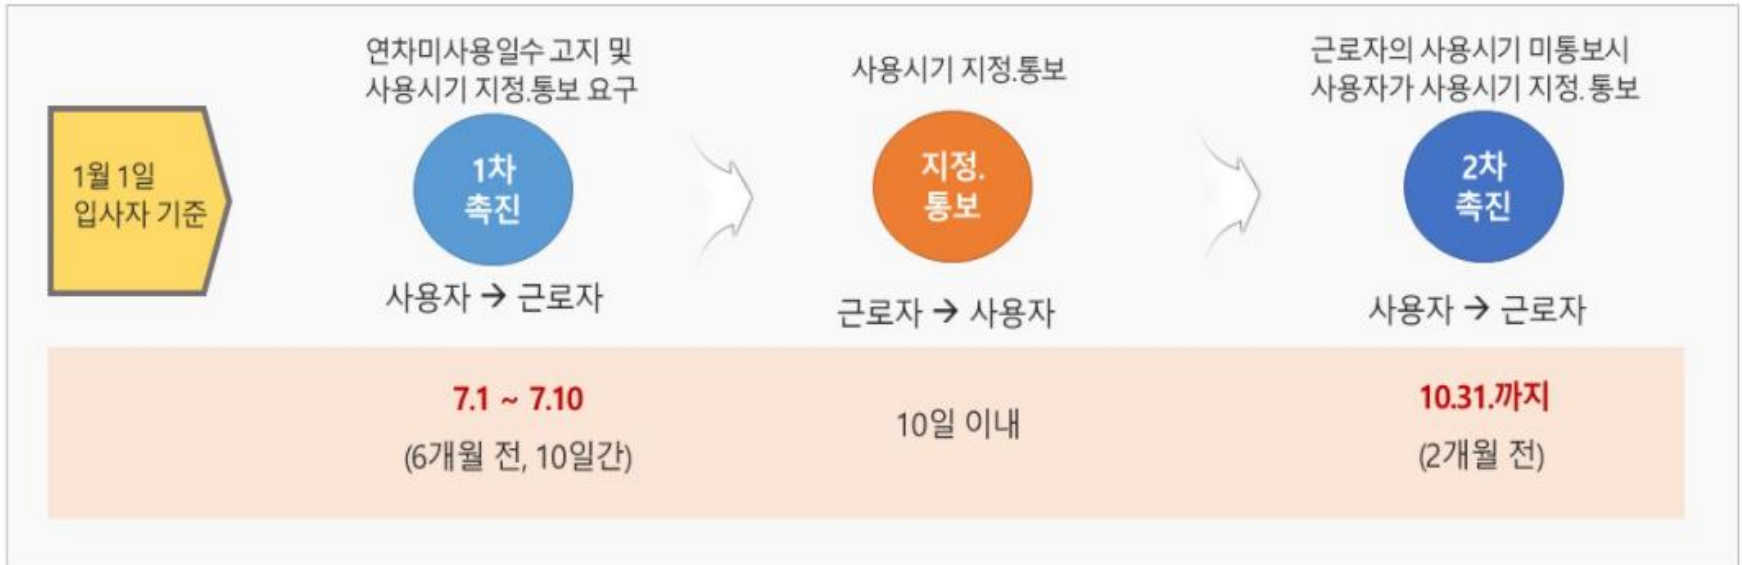 1월 1일
입사자 기준
연차미사용일수 고지 및
사용시기 지정.통보 요구
1차
촉진
사용자 → 근로자
7.1 ~ 7.10
(6개월 전, 10일간)
사용시기 지정.통보
지정.
통보
근로자 → 사용자
10일 이내
근로자의 사용시기 미통보시
사용자가 사용시기 지정. 통보
2차
촉진
사용자 → 근로자
10.31.까지
(2개월 전)